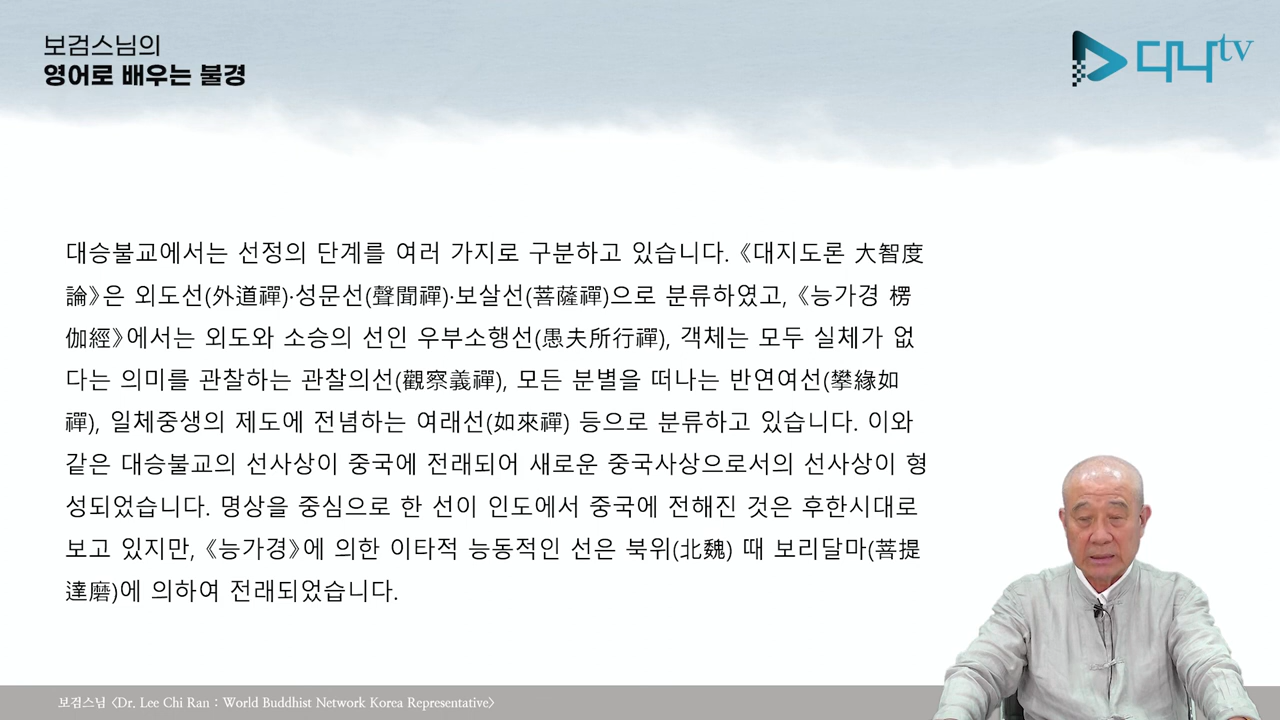 보검스님의
영어로 배우는 불경
다나tv
대승불교에서는 선정의 단계를 여러 가지로 구분하고 있습니다. 《대지도론 大智度
論》은 외도선(外道禪)·성문선(聲聞禪)·보살선(菩薩禪)으로 분류하였고, 《능가경 楞
伽經》에서는 외도와 소승의 선인 우부소행선(愚夫所行禪), 객체는 모두 실체가 없
다는 의미를 관찰하는 관찰의선(觀察義禪), 모든 분별을 떠나는 반연여선(攀緣如
禪), 일체중생의 제도에 전념하는 여래선(如來禪) 등으로 분류하고 있습니다. 이와
같은 대승불교의 선사상이 중국에 전래되어 새로운 중국사상으로서의 선사상이 형
성되었습니다. 명상을 중심으로 한 선이 인도에서 중국에 전해진 것은 후한시대로
보고 있지만, 《능가경》에 의한 이타적 능동적인 선은 북위(北魏) 때 보리달마(菩提
達磨)에 의하여 전래되었습니다.
보검스님 <Dr. Lee Chi Ran : World Buddhist Network Korea Representative>